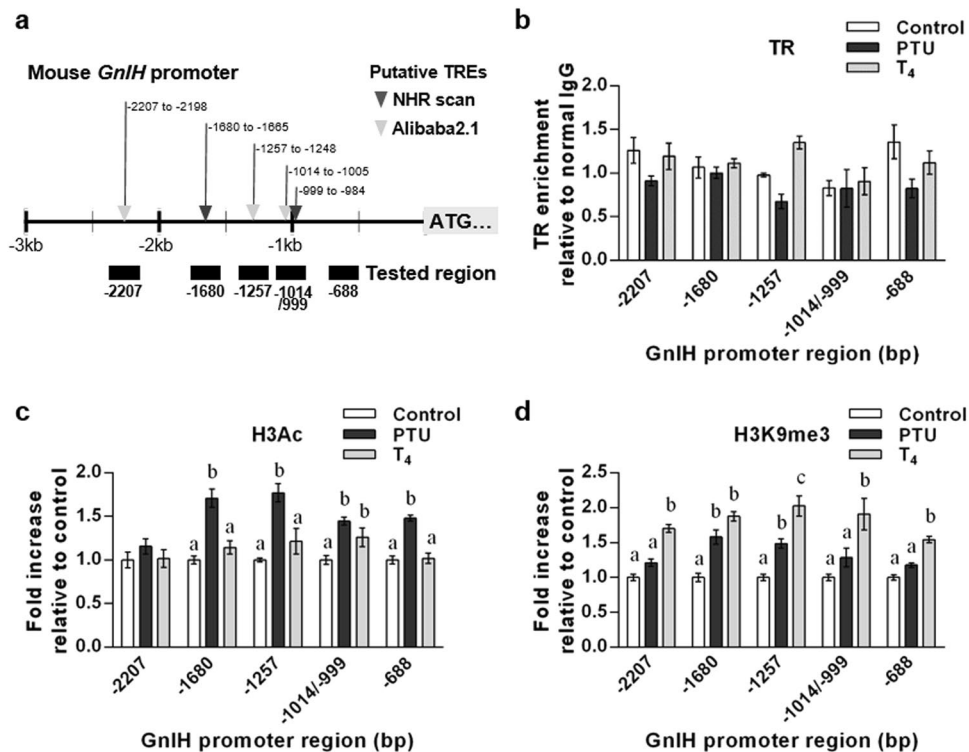 a
Mouse GnIH promoter
Putative TREs
NHR scan
Alibaba2.1
-2207 to -2198
-1680 to -1665
-1257 to -1248
-1014 to -1005
-999 to -984
ATG...
-3kb
-2kb
-1kb
Tested region
-2207
-1680
-1257
-1014
/999
-688
b
TR
Control
PTU
T4
TR enrichment
relative to normal IgG
2.0
1.5
1.0
0.5
0.0
-2207
-1680
-1257
-1014/-999
-688
GnIH promoter region (bp)
c
H3Ac
Control
PTU
T4
Fold increase
relative to control
2.0
1.5
1.0
0.5
0.0
a b a
a b a
a b b
a b a
-2207
-1680
-1257
-1014/-999
-688
GnIH promoter region (bp)
d
H3K9me3
Control
PTU
T4
Fold increase
relative to control
2.5
2.0
1.5
1.0
0.5
0.0
a a b
a b b
a b c
a a b
a a b
-2207
-1680
-1257
-1014/-999
-688
GnIH promoter region (bp)